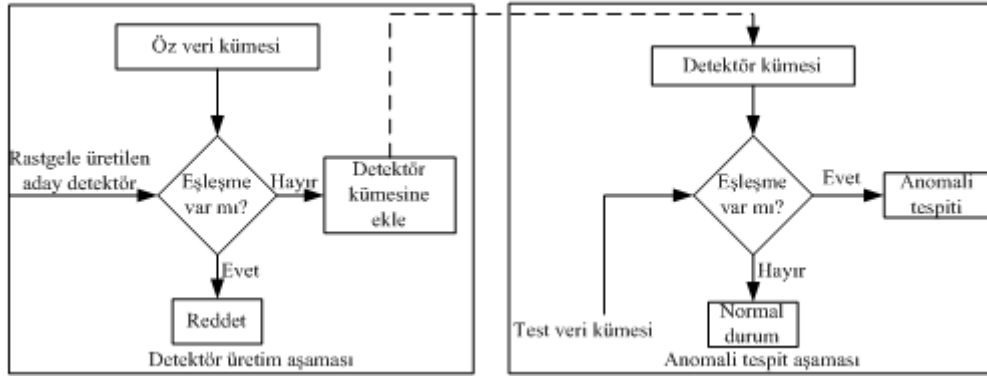 Öz veri kümesi
Rastgele üretilen
aday detektör
Eşleşme
var mı?
Hayır
Detektör
kümesine
ekle
Evet
Reddet
Detektör üretim aşaması
Detektör kümesi
Eşleşme
var mı?
Evet
Anomali
tespiti
Hayır
Test veri kümesi
Normal
durum
Anomali tespit aşaması